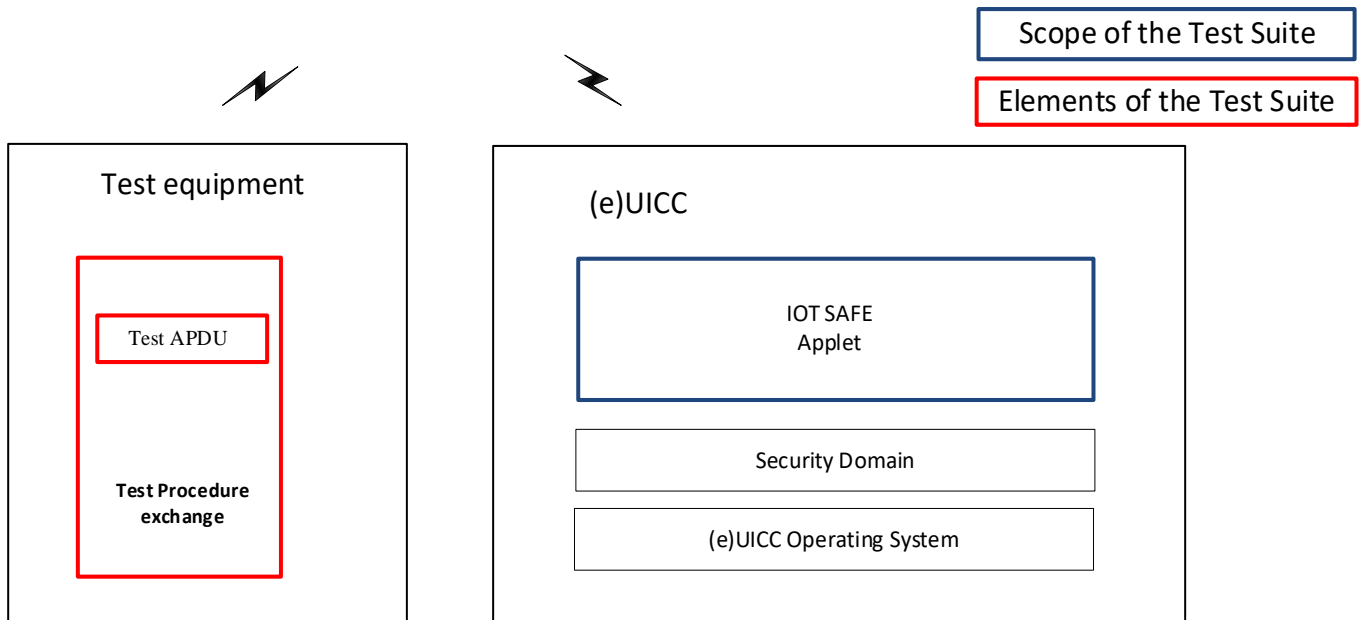 Scope of the Test Suite
Elements of the Test Suite
Test equipment
Test APDU
Test Procedure
exchange
(e)UICC
IOT SAFE
Applet
Security Domain
(e)UICC Operating System